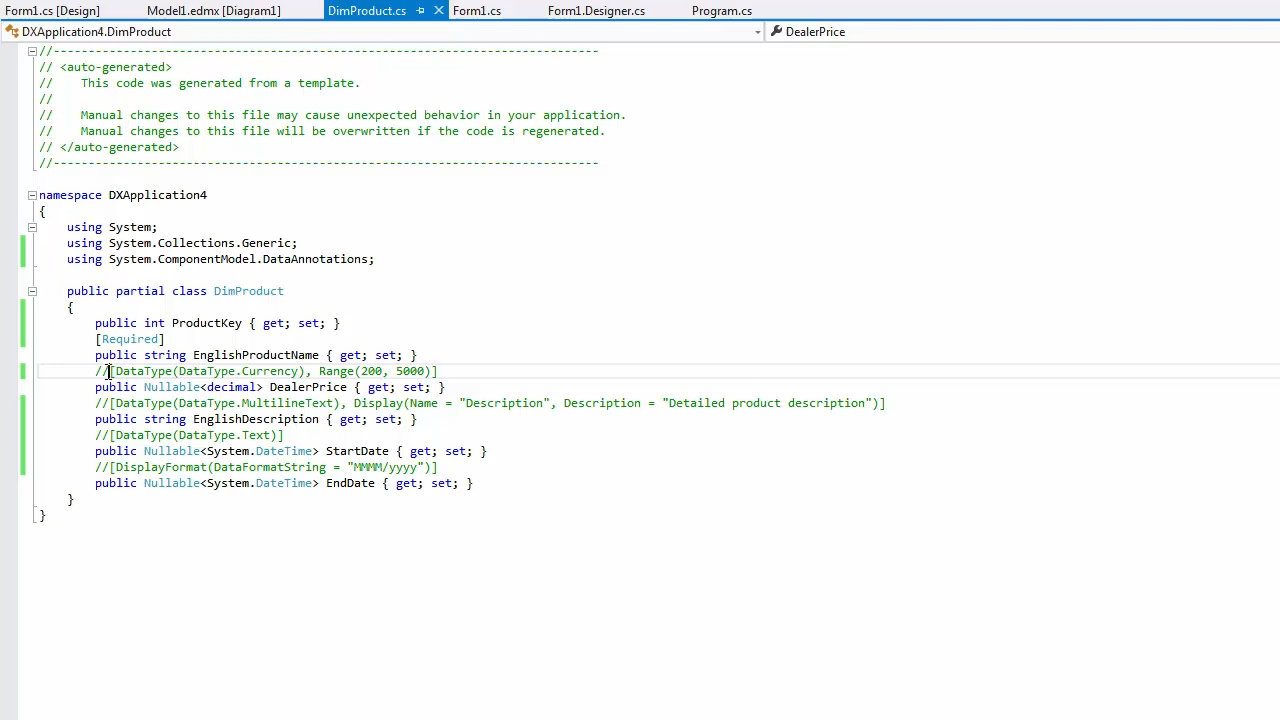 Form1.cs [Design] Model1.edmx [Diagram1] DimProduct.cs Form1.cs Form1.Designer.cs Program.cs
DXApplication4.DimProduct DealerPrice
//------------------------------------------------------------------------------
// <auto-generated>
//    This code was generated from a template.
//
//    Manual changes to this file may cause unexpected behavior in your application.
//    Manual changes to this file will be overwritten if the code is regenerated.
// </auto-generated>
//------------------------------------------------------------------------------
namespace DXApplication4
{
    using System;
    using System.Collections.Generic;
    using System.ComponentModel.DataAnnotations;
    public partial class DimProduct
    {
        public int ProductKey { get; set; }
        [Required]
        public string EnglishProductName { get; set; }
        //[DataType(DataType.Currency), Range(200, 5000)]
        public Nullable<decimal> DealerPrice { get; set; }
        //[DataType(DataType.MultilineText), Display(Name = "Description", Description = "Detailed product description")]
        public string EnglishDescription { get; set; }
        //[DataType(DataType.Text)]
        public Nullable<System.DateTime> StartDate { get; set; }
        //[DisplayFormat(DataFormatString = "MMMM/yyyy")]
        public Nullable<System.DateTime> EndDate { get; set; }
    }
}